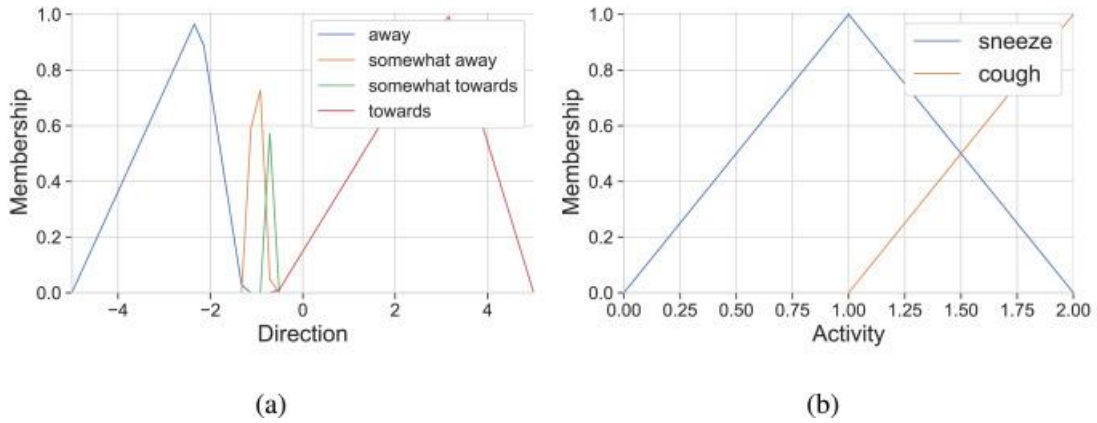 1.0
0.8
0.6
0.4
0.2
0.0
Membership
−4 −2 0 2 4
Direction
away
somewhat away
somewhat towards
towards
(a)
1.0
0.8
0.6
0.4
0.2
0.0
Membership
0.00 0.25 0.50 0.75 1.00 1.25 1.50 1.75 2.00
Activity
sneeze
cough
(b)